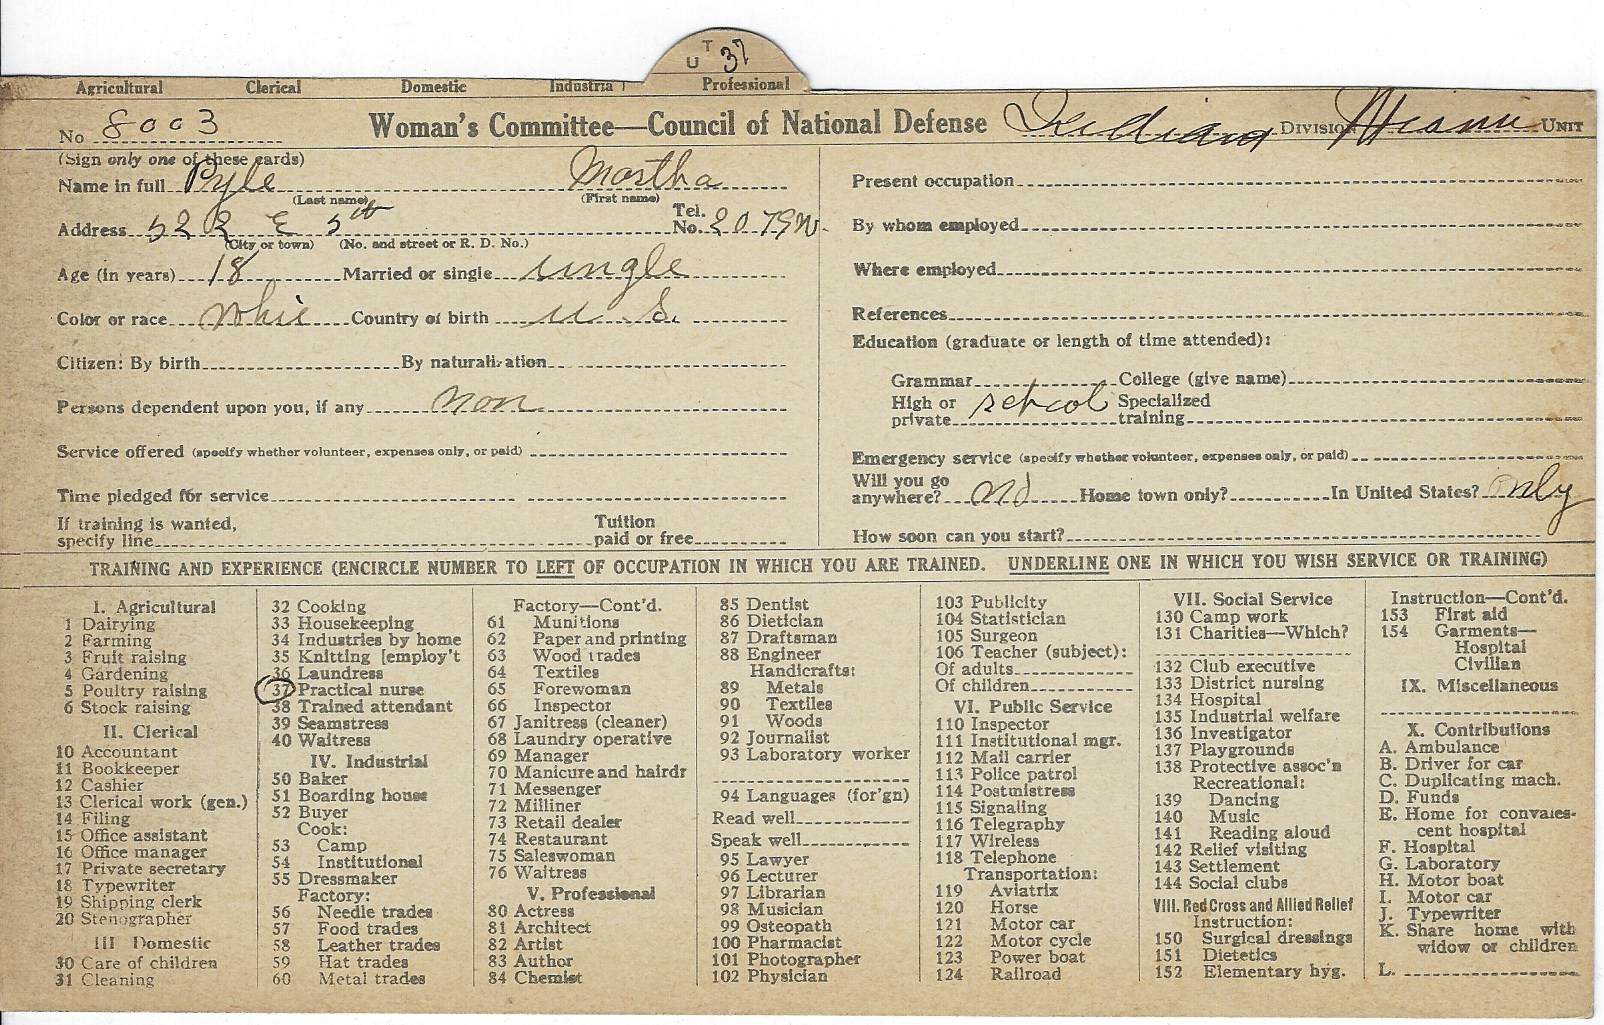 T
U 37
Agricultural Clerical Domestic Industrial Professional
No 8003 Woman's Committee—Council of National Defense Indiana DIVISION Miami UNIT
(Sign only one of these cards)
Name in full Pyle Martha
(Last name) (First name)
Address 522 E 5th Tel. No. 2079W
(City or town) (No. and street or R. D. No.)
Age (in years) 18 Married or single single
Color or race Whie Country of birth U S.
Citizen: By birth By naturalization
Persons dependent upon you, if any non
Service offered (specify whether volunteer, expenses only, or paid)
Time pledged for service
If training is wanted, specify line Tuition paid or free
Present occupation
By whom employed
Where employed
References
Education (graduate or length of time attended):
Grammar College (give name)
High or private school Specialized training
Emergency service (specify whether volunteer, expenses only, or paid)
Will you go anywhere? no Home town only? In United States? only
How soon can you start?
TRAINING AND EXPERIENCE (ENCIRCLE NUMBER TO LEFT OF OCCUPATION IN WHICH YOU ARE TRAINED. UNDERLINE ONE IN WHICH YOU WISH SERVICE OR TRAINING)
I. Agricultural
1 Dairying
2 Farming
3 Fruit raising
4 Gardening
5 Poultry raising
6 Stock raising
II. Clerical
10 Accountant
11 Bookkeeper
12 Cashier
13 Clerical work (gen.)
14 Filing
15 Office assistant
16 Office manager
17 Private secretary
18 Typewriter
19 Shipping clerk
20 Stenographer
III Domestic
30 Care of children
31 Cleaning
32 Cooking
33 Housekeeping
34 Industries by home
35 Knitting [employ't
36 Laundress
37 Practical nurse
38 Trained attendant
39 Seamstress
40 Waitress
IV. Industrial
50 Baker
51 Boarding house
52 Buyer
Cook:
53 Camp
54 Institutional
55 Dressmaker
Factory:
56 Needle trades
57 Food trades
58 Leather trades
59 Hat trades
60 Metal trades
Factory—Cont'd.
61 Munitions
62 Paper and printing
63 Wood trades
64 Textiles
65 Forewoman
66 Inspector
67 Janitress (cleaner)
68 Laundry operative
69 Manager
70 Manicure and hairdr
71 Messenger
72 Milliner
73 Retail dealer
74 Restaurant
75 Saleswoman
76 Waitress
V. Professional
80 Actress
81 Architect
82 Artist
83 Author
84 Chemist
85 Dentist
86 Dietician
87 Draftsman
88 Engineer
Handicrafts:
89 Metals
90 Textiles
91 Woods
92 Journalist
93 Laboratory worker
94 Languages (for'gn)
Read well
Speak well
95 Lawyer
96 Lecturer
97 Librarian
98 Musician
99 Osteopath
100 Pharmacist
101 Photographer
102 Physician
103 Publicity
104 Statistician
105 Surgeon
106 Teacher (subject):
Of adults
Of children
VI. Public Service
110 Inspector
111 Institutional mgr.
112 Mail carrier
113 Police patrol
114 Postmistress
115 Signaling
116 Telegraphy
117 Wireless
118 Telephone
Transportation:
119 Aviatrix
120 Horse
121 Motor car
122 Motor cycle
123 Power boat
124 Railroad
VII. Social Service
130 Camp work
131 Charities—Which?
132 Club executive
133 District nursing
134 Hospital
135 Industrial welfare
136 Investigator
137 Playgrounds
138 Protective assoc'n
Recreational:
139 Dancing
140 Music
141 Reading aloud
142 Relief visiting
143 Settlement
144 Social clubs
VIII. Red Cross and Allied Relief
Instruction:
150 Surgical dressings
151 Dietetics
152 Elementary hyg.
Instruction—Cont'd.
153 First aid
154 Garments—
Hospital
Civilian
IX. Miscellaneous
X. Contributions
A. Ambulance
B. Driver for car
C. Duplicating mach.
D. Funds
E. Home for convales-
cent hospital
F. Hospital
G. Laboratory
H. Motor boat
I. Motor car
J. Typewriter
K. Share home with
widow or children
L.